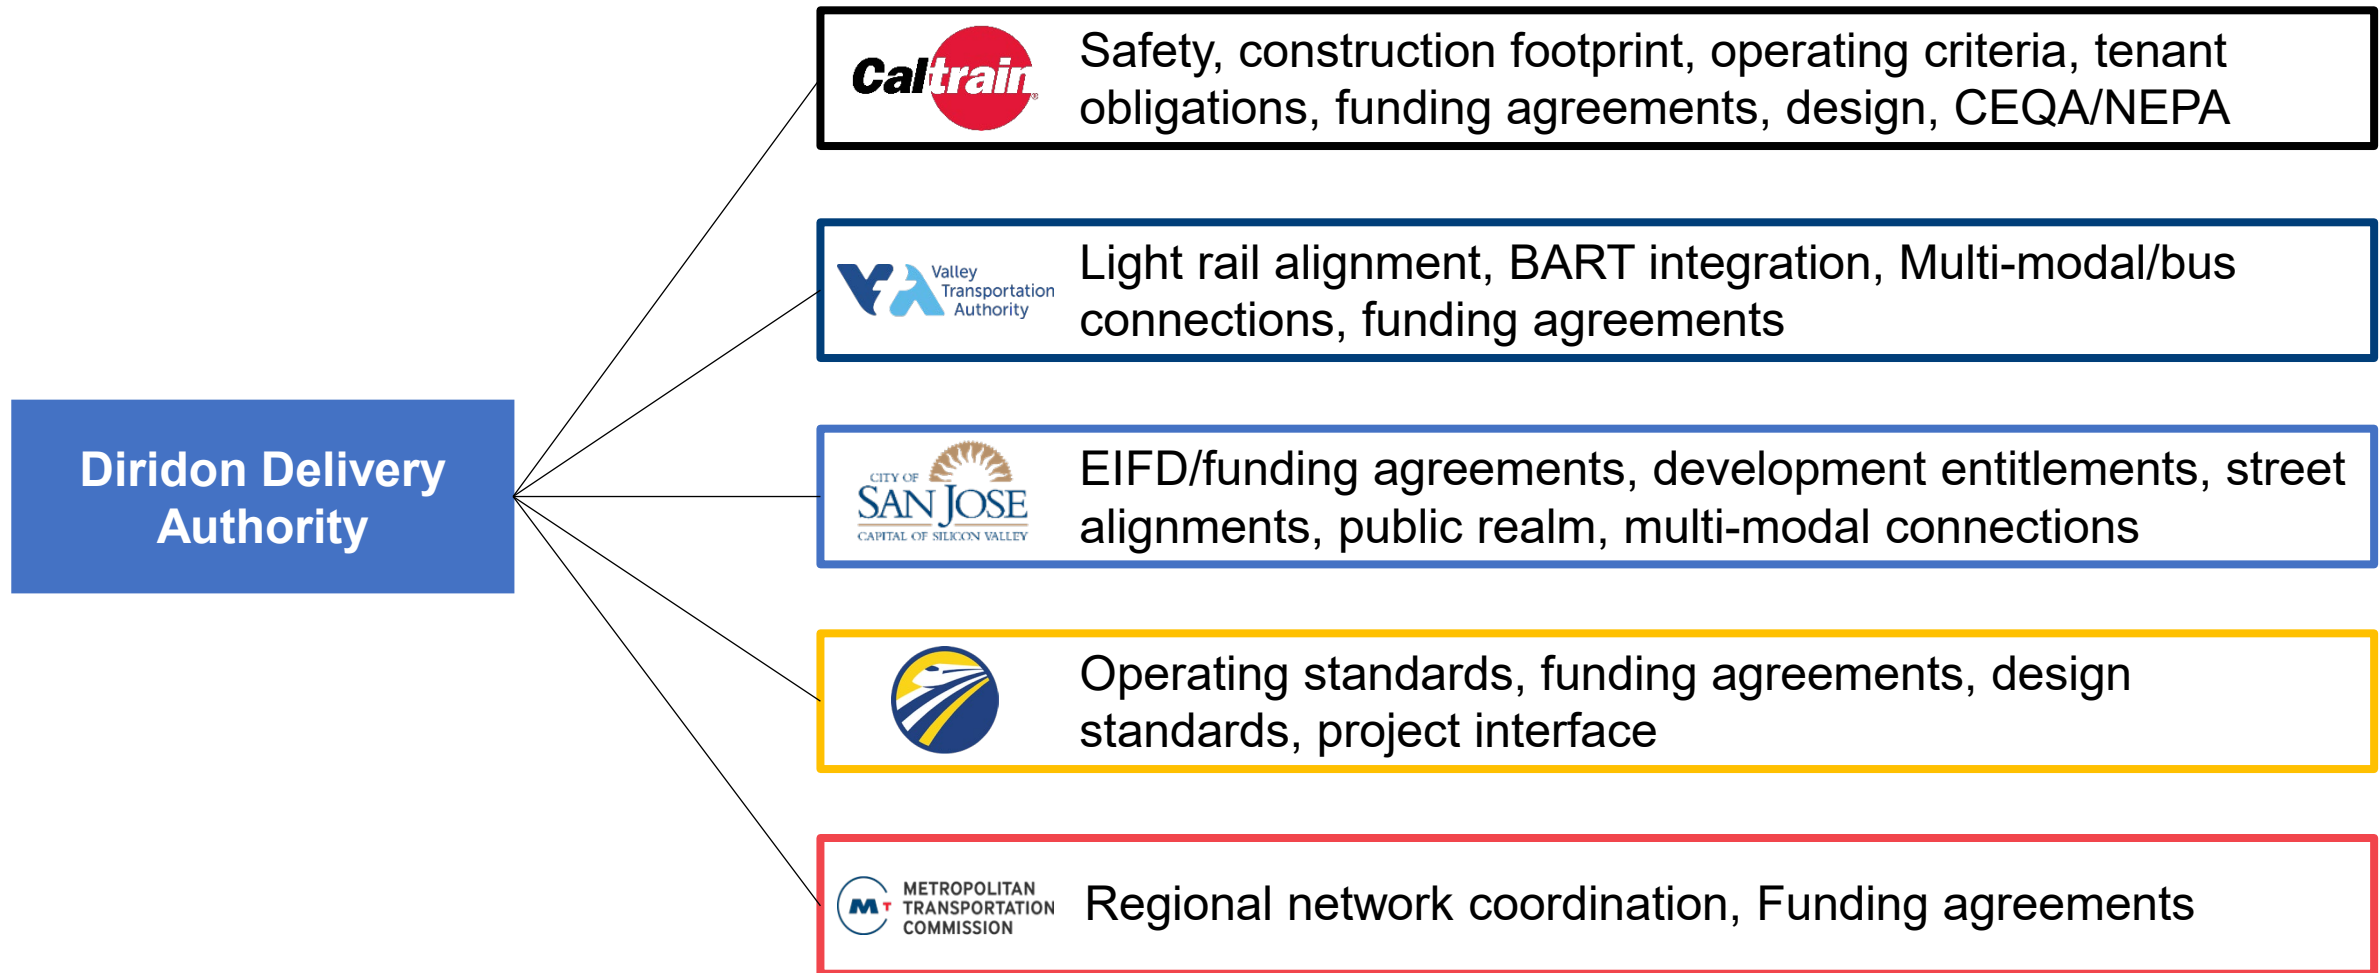 Diridon Delivery
Authority
Caltrain
Safety, construction footprint, operating criteria, tenant
obligations, funding agreements, design, CEQA/NEPA
VTA
Valley
Transportation
Authority
Light rail alignment, BART integration, Multi-modal/bus
connections, funding agreements
CITY OF
SAN JOSE
CAPITAL OF SILICON VALLEY
EIFD/funding agreements, development entitlements, street
alignments, public realm, multi-modal connections
Operating standards, funding agreements, design
standards, project interface
MT
METROPOLITAN
TRANSPORTATION
COMMISSION
Regional network coordination, Funding agreements